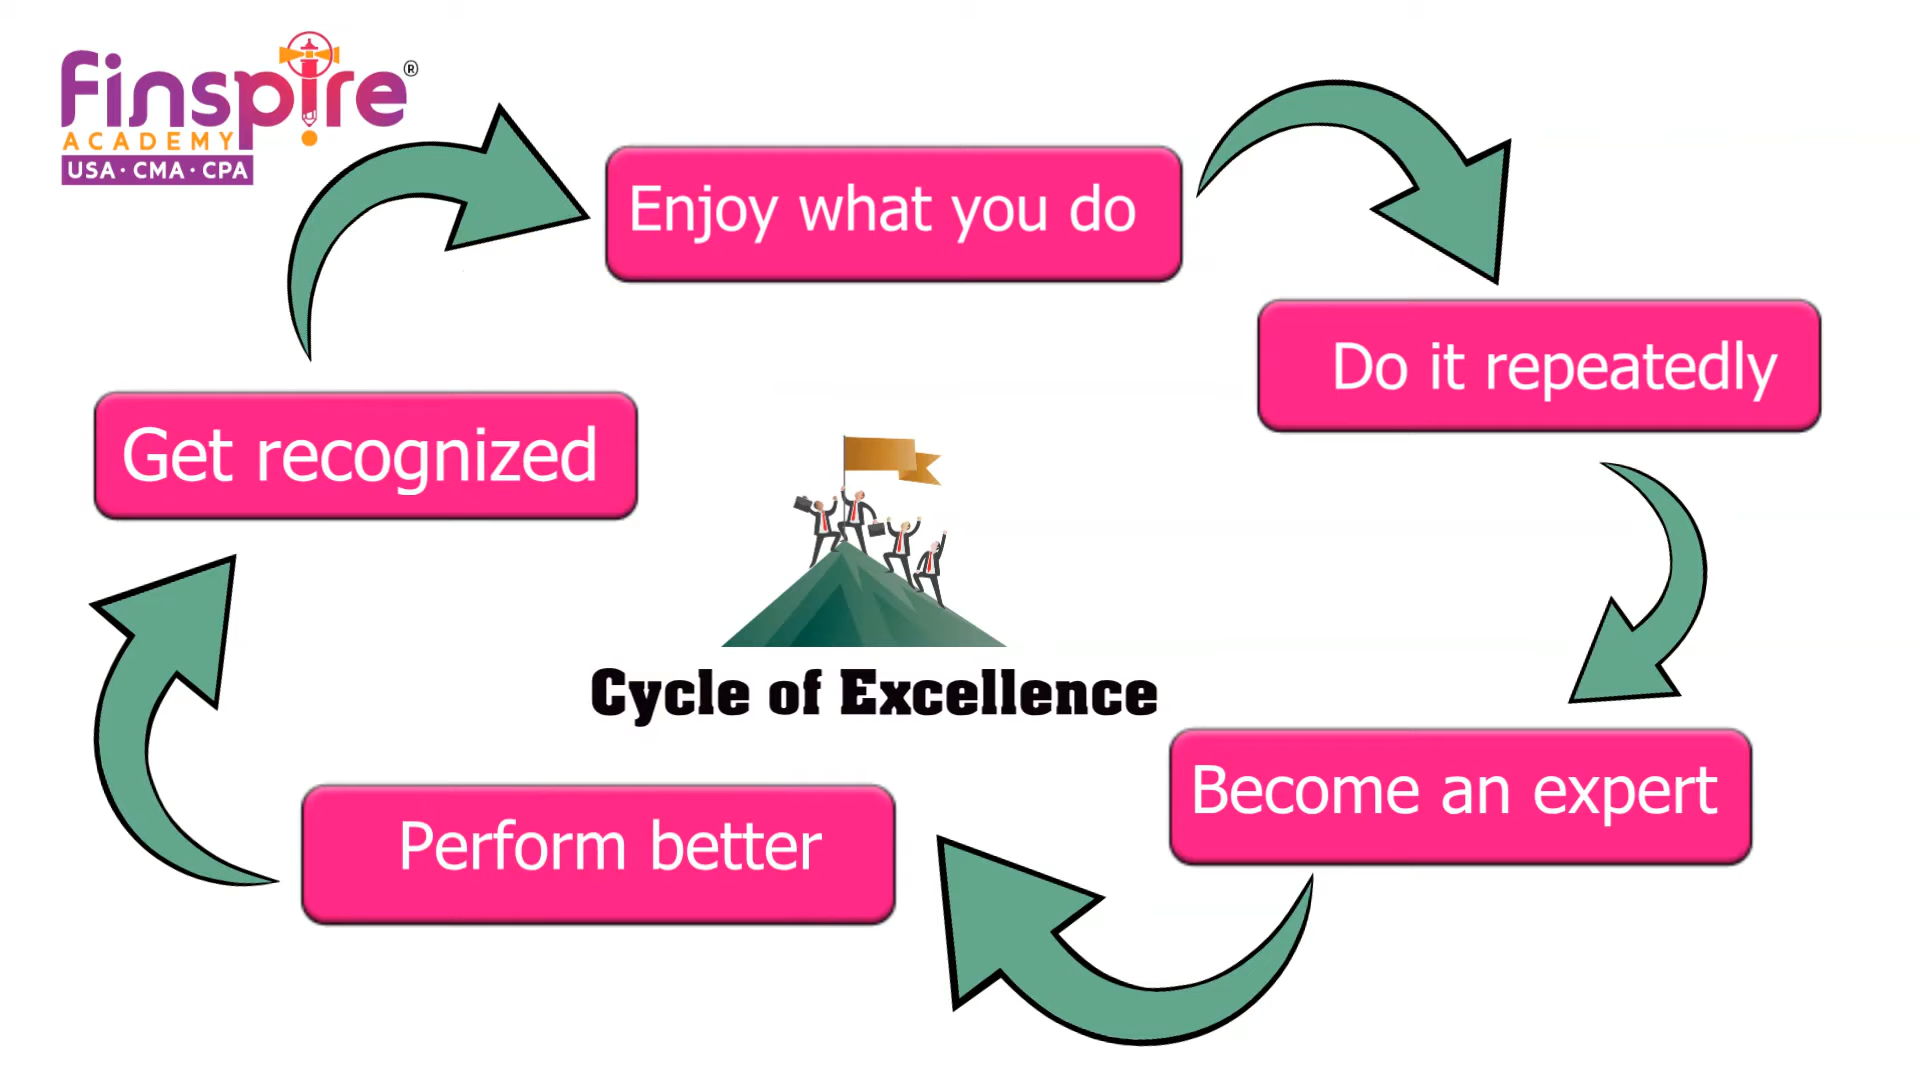 Finspire®
ACADEMY
USA · CMA · CPA
Enjoy what you do
Do it repeatedly
Get recognized
Cycle of Excellence
Become an expert
Perform better